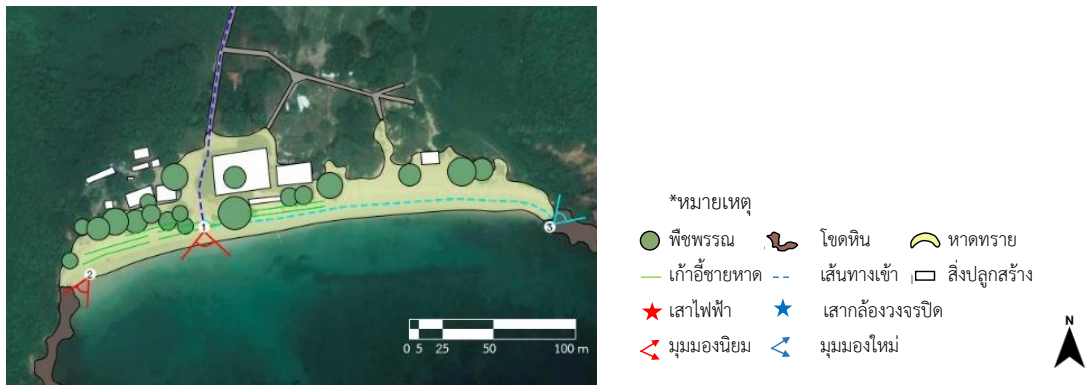 1
2
3
0 5 25 50 100 m
*หมายเหตุ
พืชพรรณ โขดหิน หาดทราย
เก้าอี้ชายหาด เส้นทางเข้า สิ่งปลูกสร้าง
เสาไฟฟ้า เสากล้องวงจรปิด
มุมมองนิยม มุมมองใหม่
N